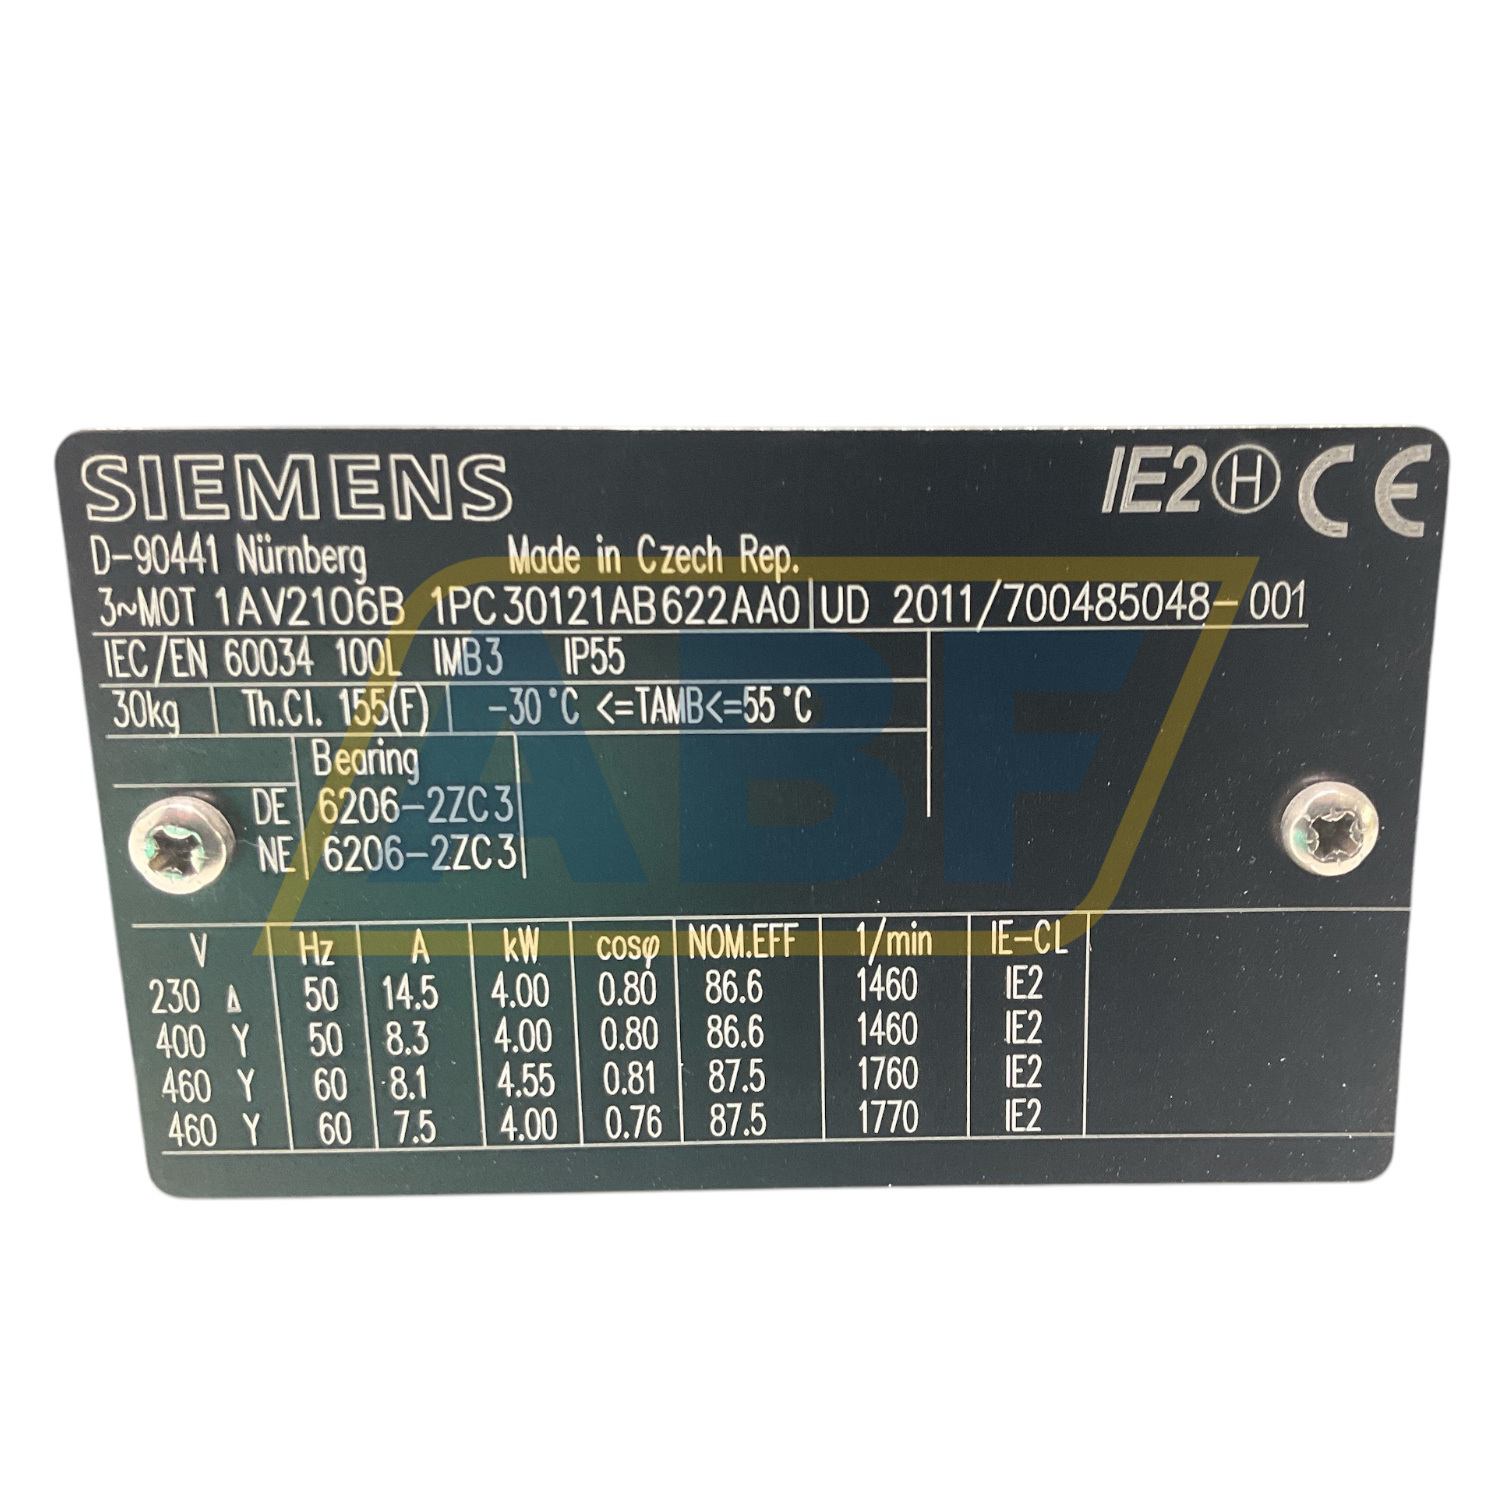 SIEMENS IE2 H CE
D-90441 Nürnberg Made in Czech Rep.
3~MOT 1AV2106B 1PC30121AB622AA0 UD 2011/700485048-001
IEC/EN 60034 100L IMB3 IP55
30kg Th.Cl. 155(F) -30°C <=TAMB<=55°C
Bearing
DE 6206-2ZC3
NE 6206-2ZC3
V Hz A kW cosφ NOM.EFF 1/min IE-CL
230 Δ 50 14.5 4.00 0.80 86.6 1460 IE2
400 Y 50 8.3 4.00 0.80 86.6 1460 IE2
460 Y 60 8.1 4.55 0.81 87.5 1760 IE2
460 Y 60 7.5 4.00 0.76 87.5 1770 IE2
ABF